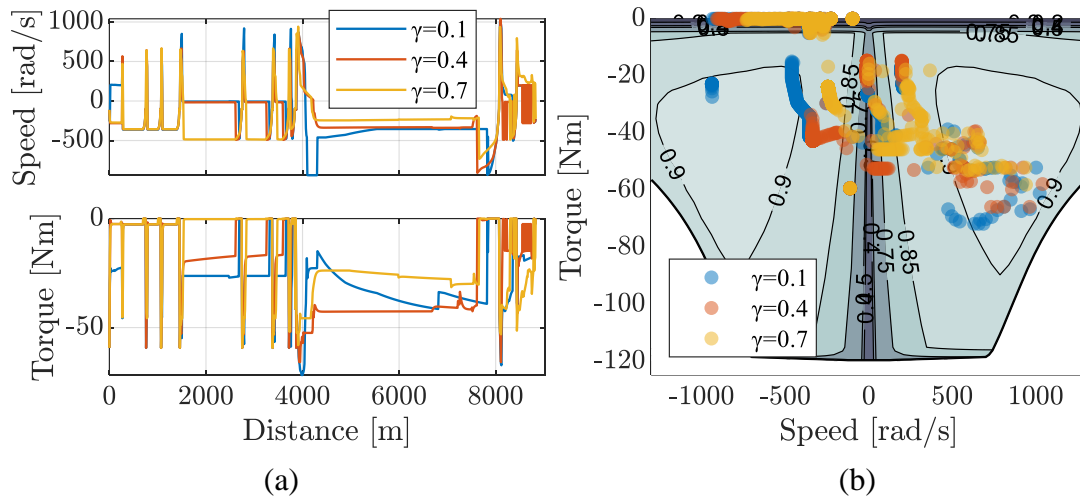 1000
500
0
-500
Speed [rad/s]
γ=0.1
γ=0.4
γ=0.7
0
-50
Torque [Nm]
0 2000 4000 6000 8000
Distance [m]
(a)
0
-20
-40
-60
-80
-100
-120
Torque [Nm]
0.85
0.85
0.9
0.9
0.9
0.85
0.75
γ=0.1
γ=0.4
γ=0.7
-1000 -500 0 500 1000
Speed [rad/s]
(b)